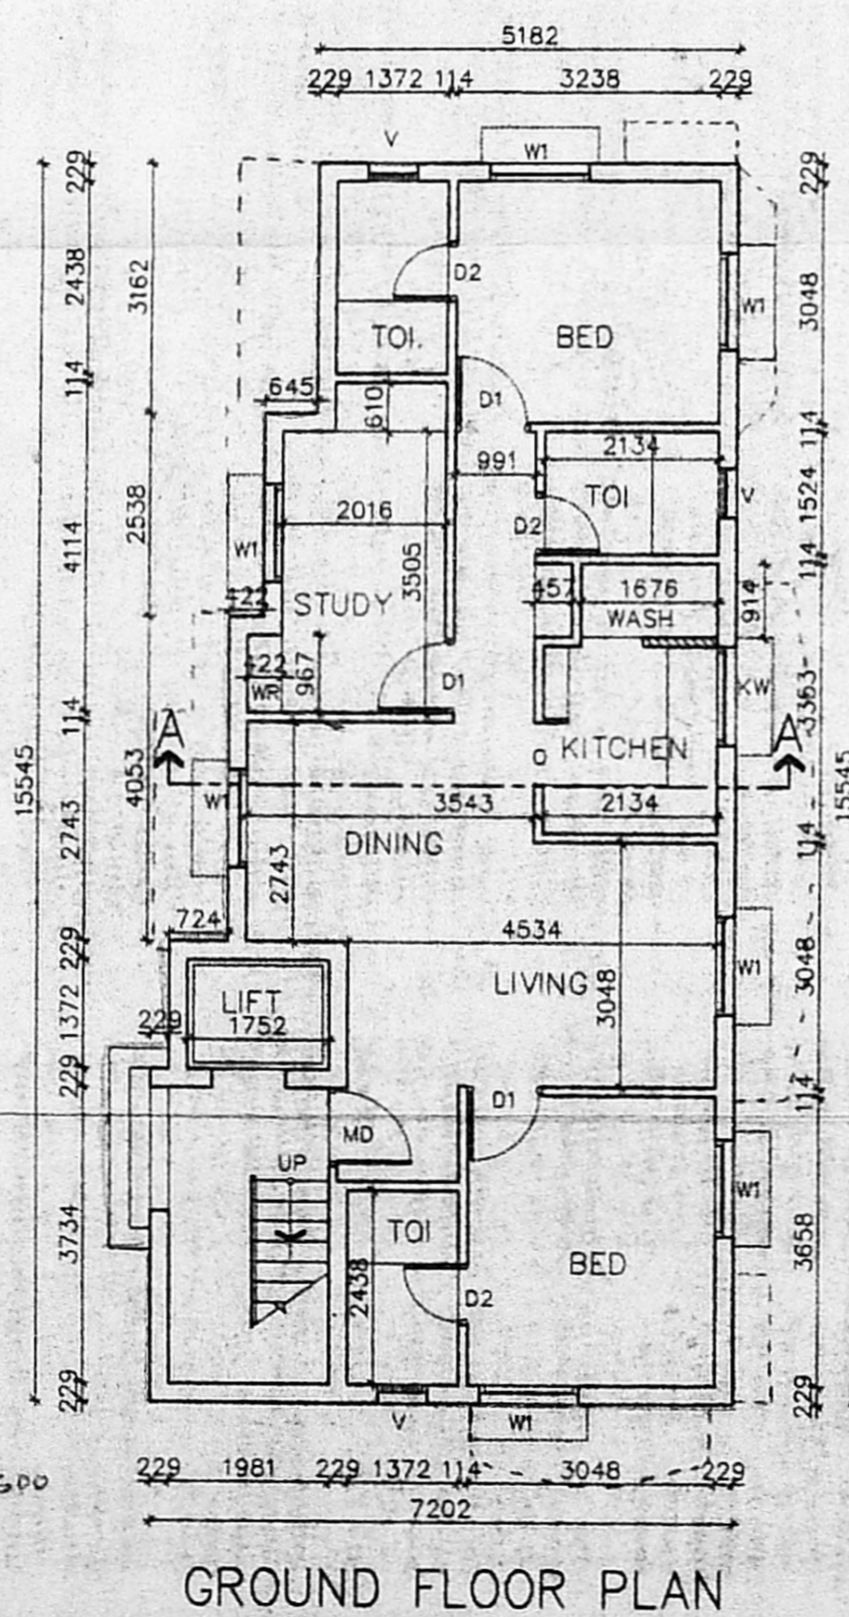 5182
229 1372 114 3238 229
V
W1
229
2438
3162
229
3048
D2
W1
TOI.
BED
114
645
610
D1
114
2134
991
TOI
V
1524
2016
D2
2538
4114
W1
3505
114
422
STUDY
457 1676
914
WASH
422
967
WR
D1
KW
3363
114
A
A
O KITCHEN
15545
4053
15545
W1
3543
2134
2743
DINING
2743
114
724
4534
229
LIVING
W1
3048
3048
LIFT
1372
229
1752
229
D1
114
MD
UP
W1
TOI
3734
BED
3658
2438
D2
229
229
V
W1
229 1981 229 1372 114 3048 229
7202
GROUND FLOOR PLAN